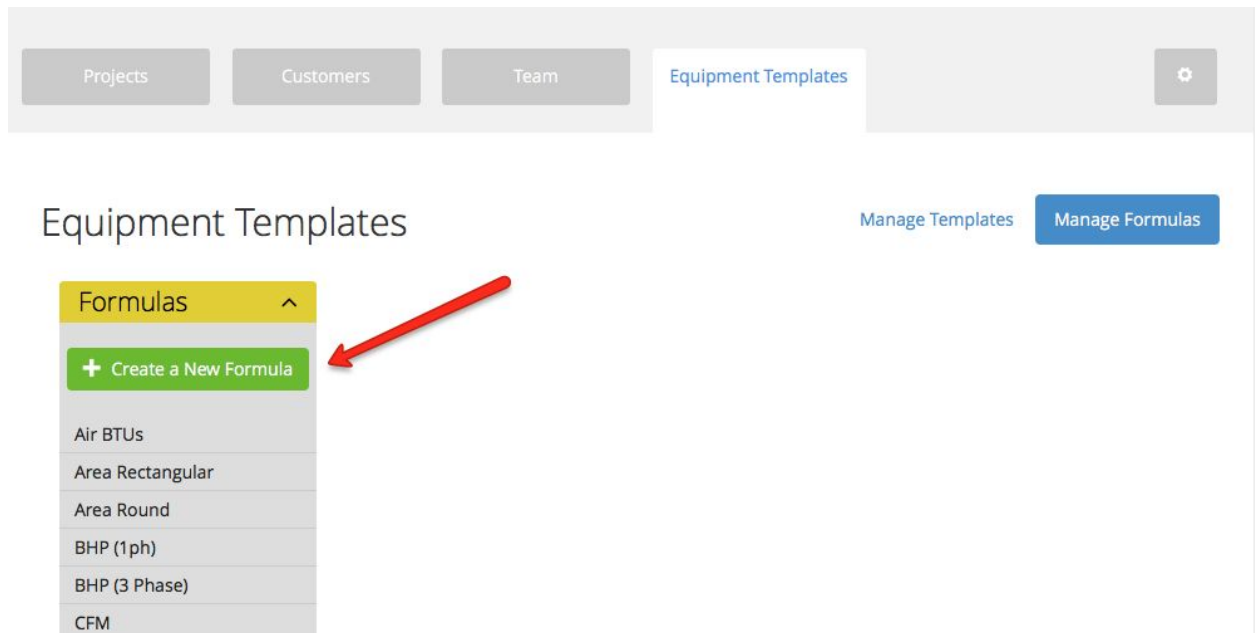 Projects Customers Team Equipment Templates
Equipment Templates Manage Templates Manage Formulas
Formulas
Create a New Formula
Air BTUs
Area Rectangular
Area Round
BHP (1ph)
BHP (3 Phase)
CFM